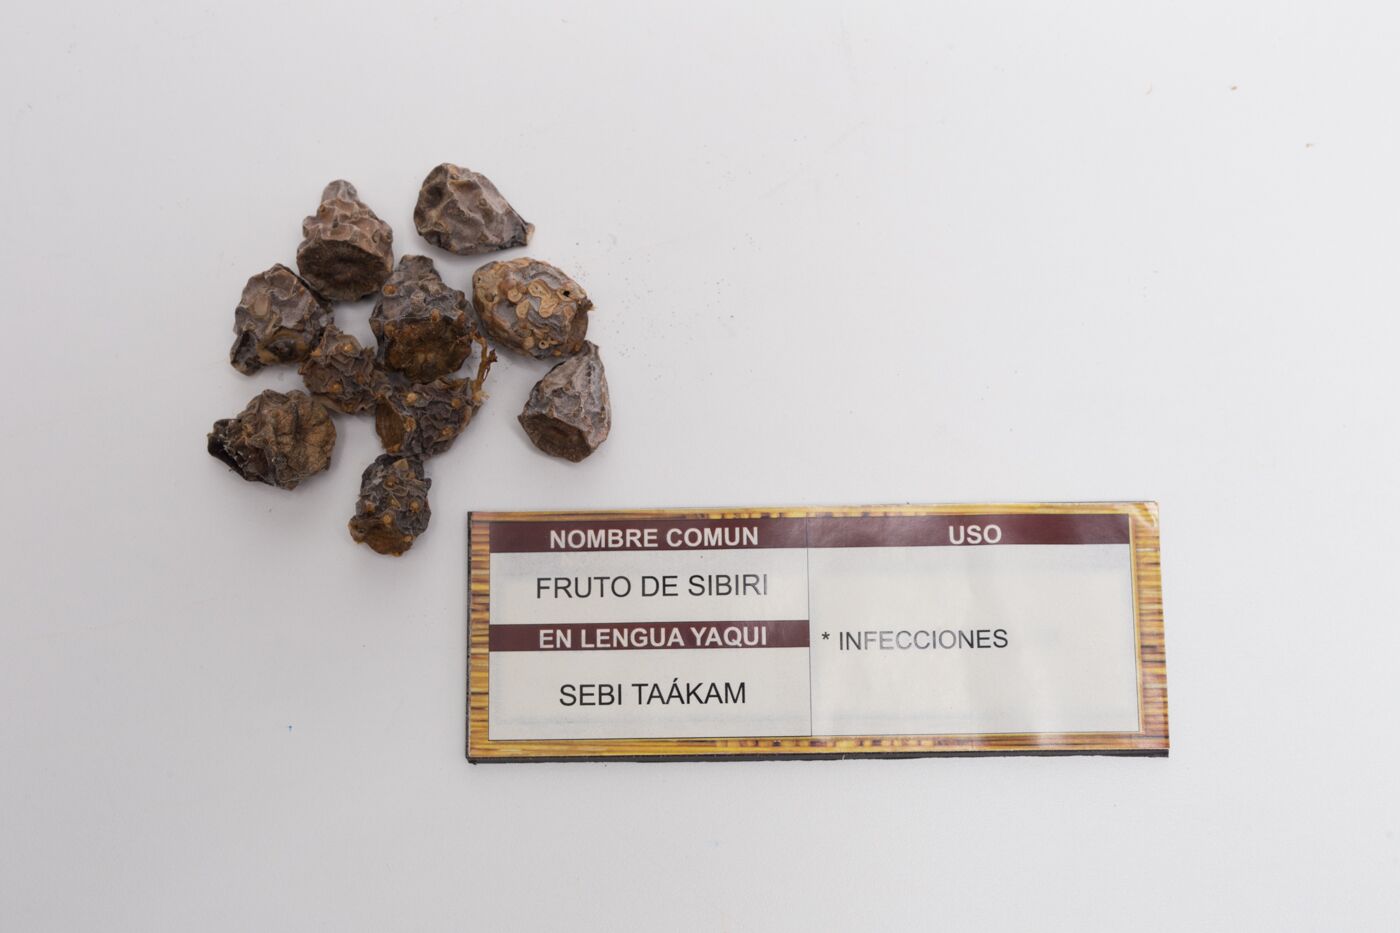 NOMBRE COMUN
FRUTO DE SIBIRI
EN LENGUA YAQUI
SEBI TAÁKAM
USO
* INFECCIONES